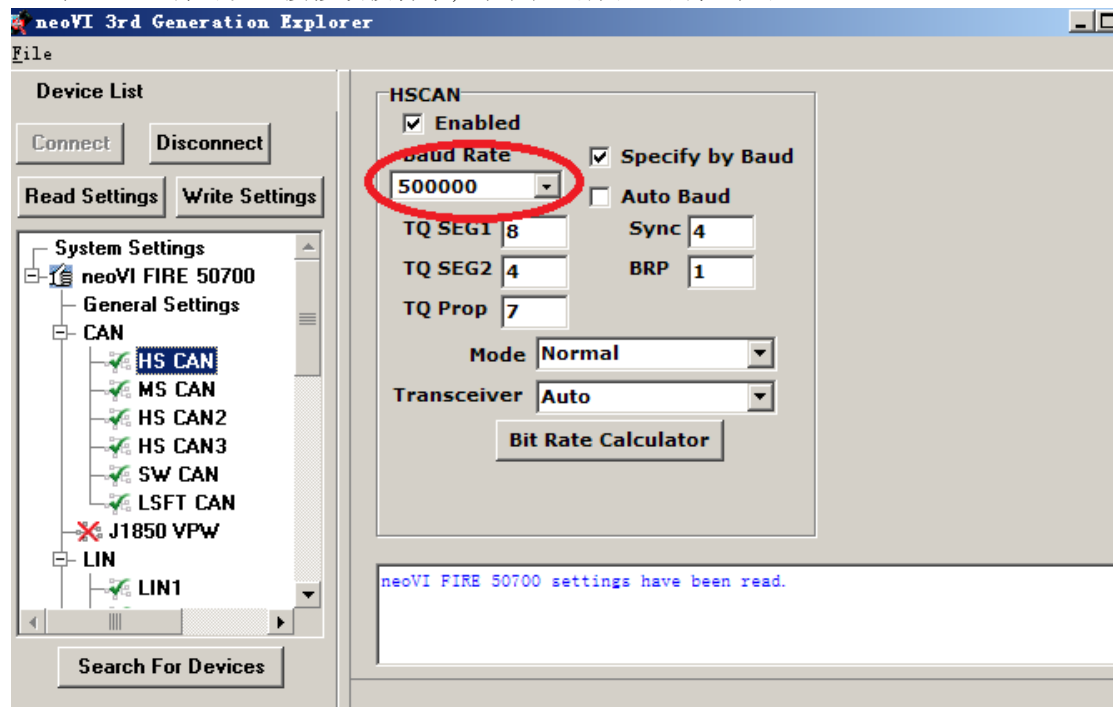 neoVI 3rd Generation Explorer
File
Device List
Connect
Disconnect
Read Settings
Write Settings
System Settings
neoVI FIRE 50700
General Settings
CAN
HS CAN
MS CAN
HS CAN2
HS CAN3
SW CAN
LSFT CAN
J1850 VPW
LIN
LIN1
Search For Devices
HSCAN
Enabled
Baud Rate
Specify by Baud
500000
Auto Baud
TQ SEG1 8
Sync 4
TQ SEG2 4
BRP 1
TQ Prop 7
Mode Normal
Transceiver Auto
Bit Rate Calculator
neoVI FIRE 50700 settings have been read.